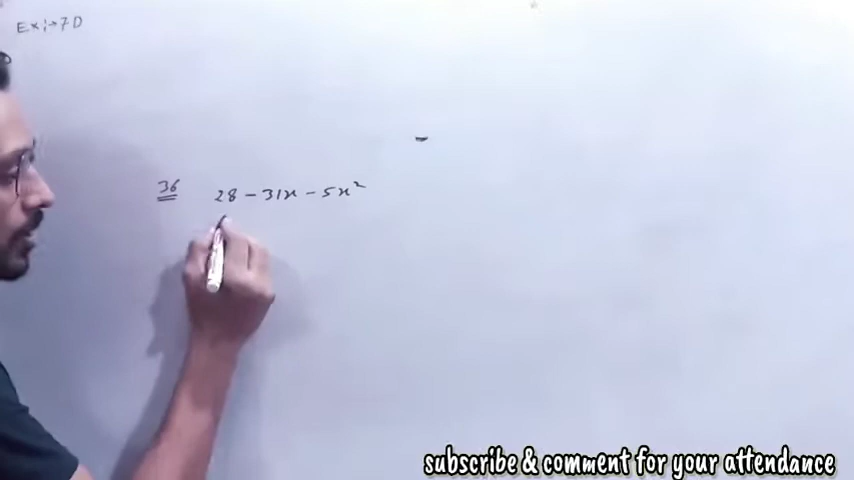 Ex:→7D
36 28 - 31x - 5x²
subscribe & comment for your attendance